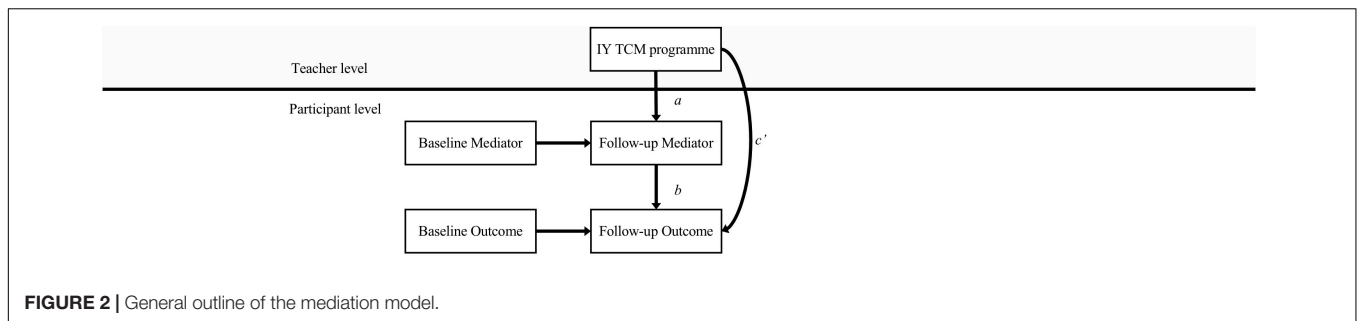 IY TCM programme
Teacher level
a
Participant level
Baseline Mediator
Follow-up Mediator
c’
b
Baseline Outcome
Follow-up Outcome
FIGURE 2 | General outline of the mediation model.